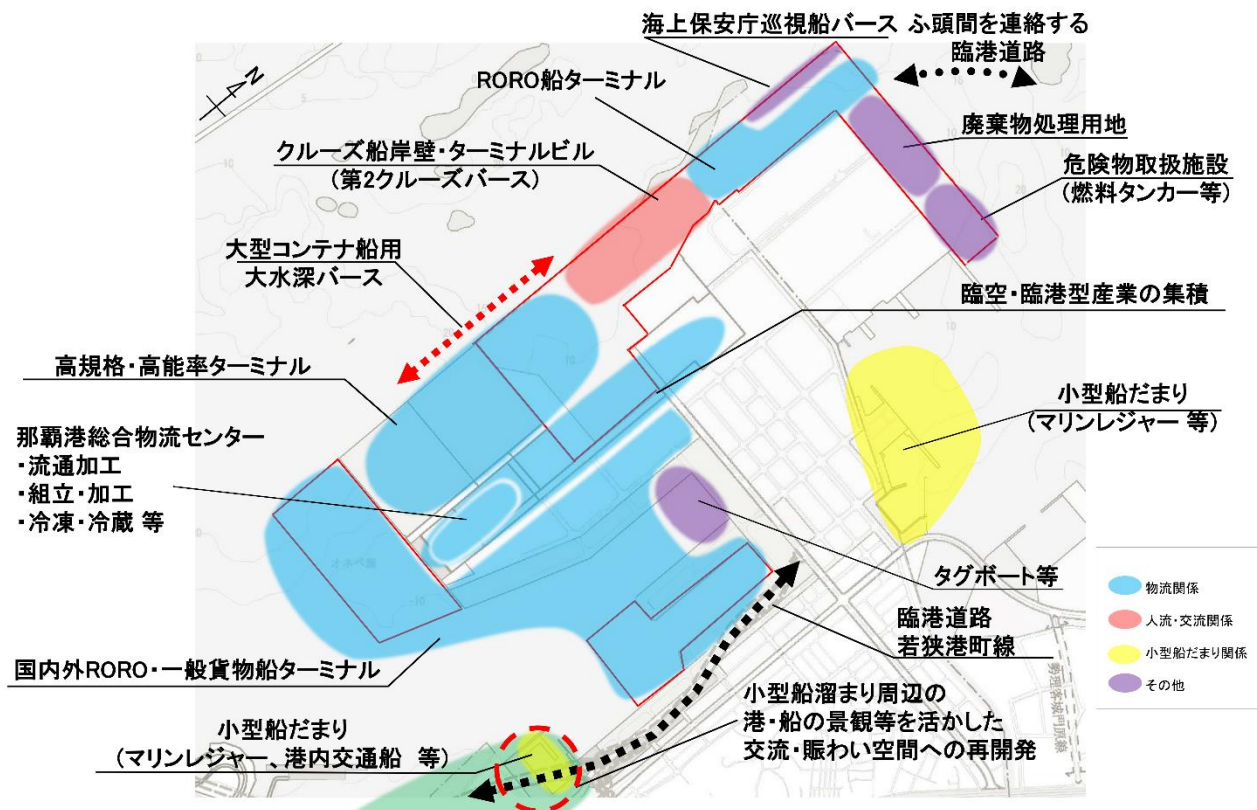 海上保安庁巡視船バース
ふ頭間を連絡する
臨港道路
N
RORO船ターミナル
廃棄物処理用地
クルーズ船岸壁・ターミナルビル
(第2クルーズバース)
危険物取扱施設
(燃料タンカー等)
大型コンテナ船用
大水深バース
臨空・臨港型産業の集積
高規格・高能率ターミナル
小型船だまり
(マリンレジャー 等)
那覇港総合物流センター
・流通加工
・組立・加工
・冷凍・冷蔵 等
タグボート等
物流関係
人流・交流関係
小型船だまり関係
その他
臨港道路
若狭港町線
国内外RORO・一般貨物船ターミナル
小型船溜まり周辺の
港・船の景観等を活かした
交流・賑わい空間への再開発
小型船だまり
(マリンレジャー、港内交通船 等)